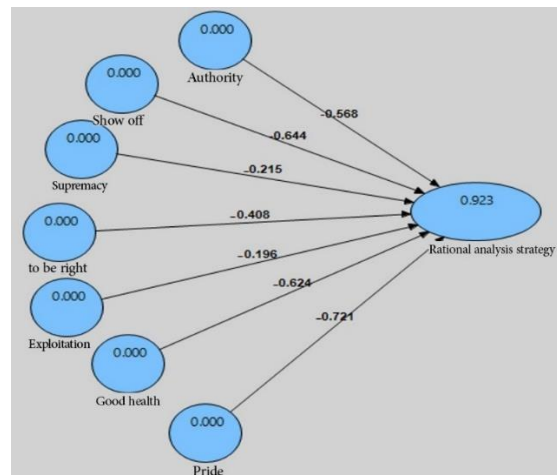 0.000
Authority
-0.568
0.000
Show off
-0.644
0.000
Supremacy
-0.215
0.923
Rational analysis strategy
0.000
to be right
-0.408
0.000
Exploitation
-0.196
0.000
Good health
-0.624
0.000
Pride
-0.721